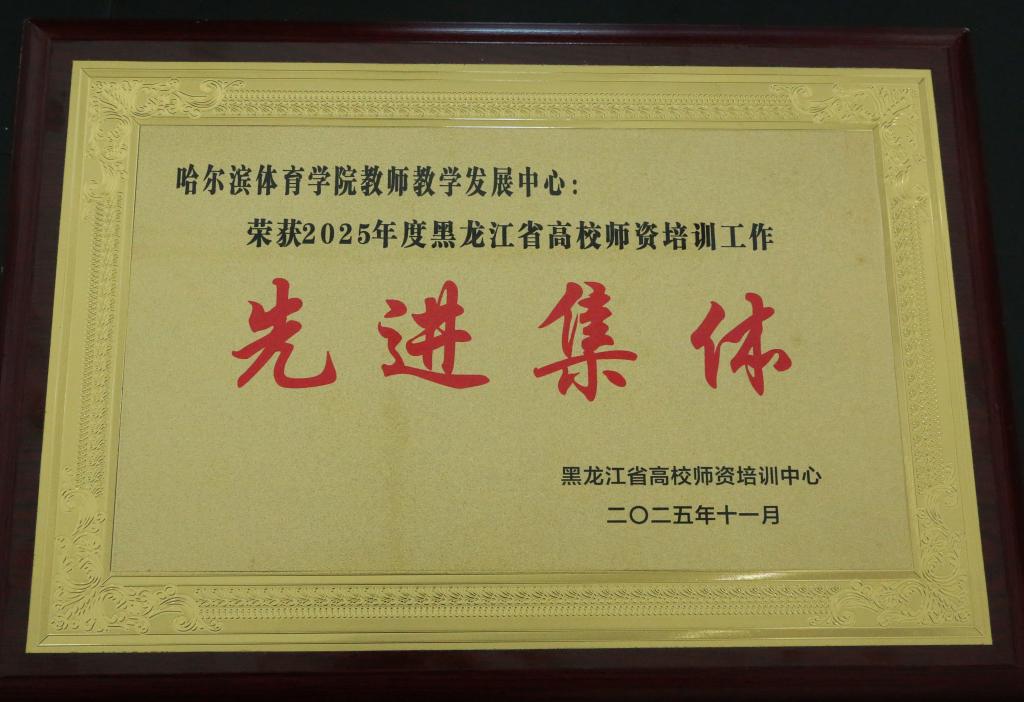 哈尔滨体育学院教师教学发展中心：
荣获2025年度黑龙江省高校师资培训工作
先进集体
黑龙江省高校师资培训中心
二〇二五年十一月